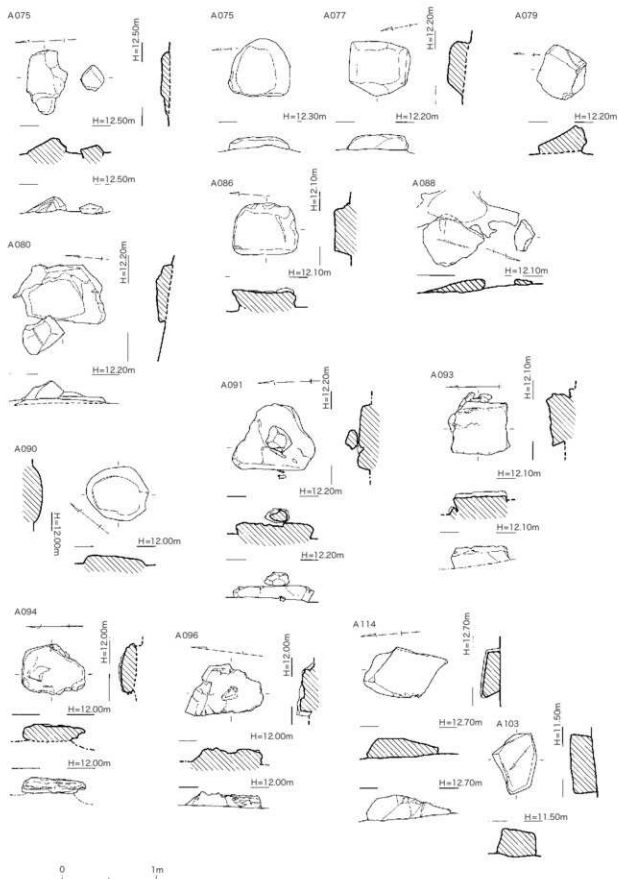 A075
H=12.50m
H=12.50m
H=12.50m
A075
H=12.30m
A077
H=12.20m
H=12.20m
A079
H=12.20m
A080
H=12.20m
H=12.20m
A086
H=12.10m
H=12.10m
A088
H=12.10m
A090
H=12.00m
H=12.00m
A091
H=12.20m
H=12.20m
H=12.20m
A093
H=12.10m
H=12.10m
H=12.10m
A094
H=12.00m
H=12.00m
H=12.00m
A096
H=12.00m
H=12.00m
H=12.00m
A114
H=12.70m
H=12.70m
H=12.70m
A103
H=11.50m
H=11.50m
0 1m